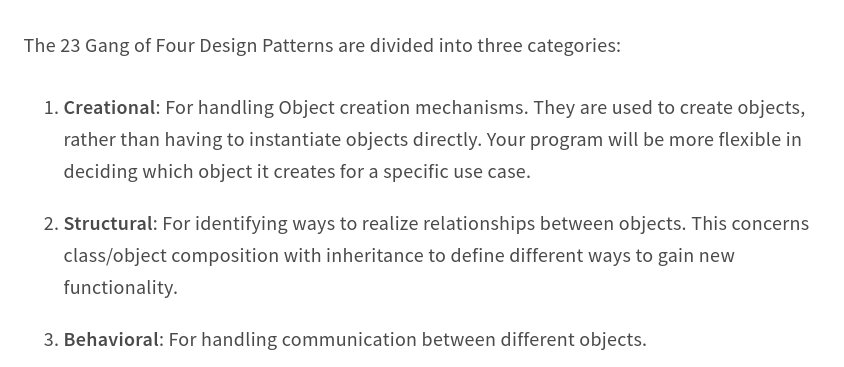 The 23 Gang of Four Design Patterns are divided into three categories:
1. Creational: For handling Object creation mechanisms. They are used to create objects,
rather than having to instantiate objects directly. Your program will be more flexible in
deciding which object it creates for a specific use case.
2. Structural: For identifying ways to realize relationships between objects. This concerns
class/object composition with inheritance to define different ways to gain new
functionality.
3. Behavioral: For handling communication between different objects.